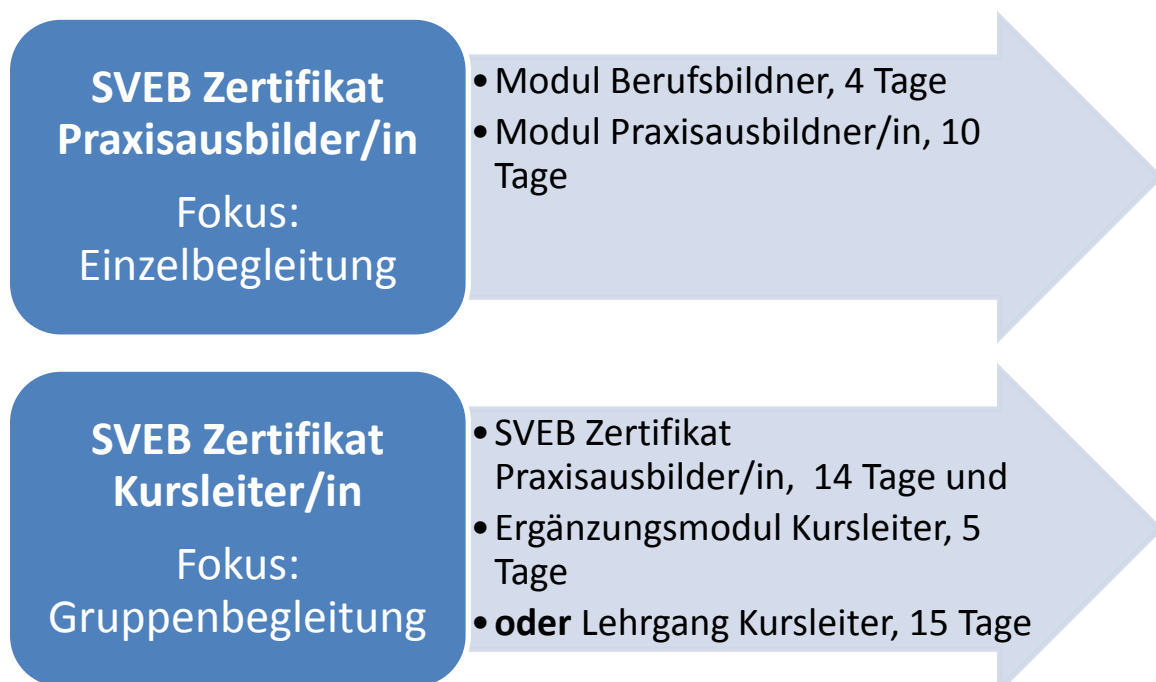 SVEB Zertifikat
Praxisausbilder/in
Fokus:
Einzelbegleitung
• Modul Berufsbildner, 4 Tage
• Modul Praxisausbildner/in, 10
Tage
SVEB Zertifikat
Kursleiter/in
Fokus:
Gruppenbegleitung
• SVEB Zertifikat
Praxisausbilder/in, 14 Tage und
• Ergänzungsmodul Kursleiter, 5
Tage
• oder Lehrgang Kursleiter, 15 Tage